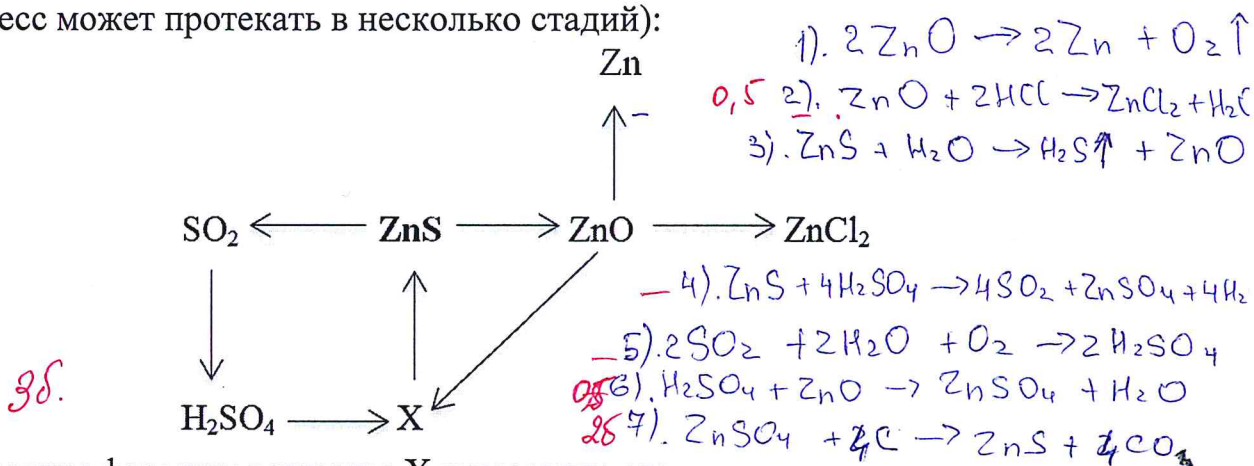 есс может протекать в несколько стадий):
1). 2ZnO → 2Zn + O₂↑
Zn
0,5 2). ZnO + 2HCl → ZnCl₂ + H₂O
–
3). ZnS + H₂O → H₂S↑ + ZnO
SO₂ ← ZnS → ZnO → ZnCl₂
– 4). ZnS + 4H₂SO₄ → 4SO₂ + ZnSO₄ + 4H₂
– 5). 2SO₂ + 2H₂O + O₂ → 2H₂SO₄
3б.
0,5 6). H₂SO₄ + ZnO → ZnSO₄ + H₂O
H₂SO₄ → X
2б 7). ZnSO₄ + 4C → ZnS + 4CO